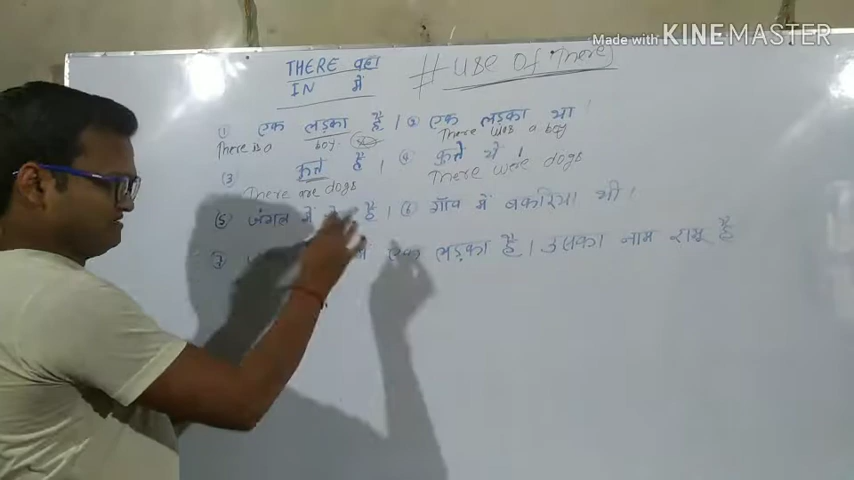 Made with KINEMASTER
THERE वहा
IN में
# use of "There"
① एक लड़का है । ② एक लड़का था ।
There is a boy. There was a boy
③ कुत्ते है । ④ कुत्ते थे ।
There are dogs There were dogs
⑤ जंगल में है । ⑥ गाँव में बकरिया थी ।
⑦ एक लड़का है । उसका नाम रामू है